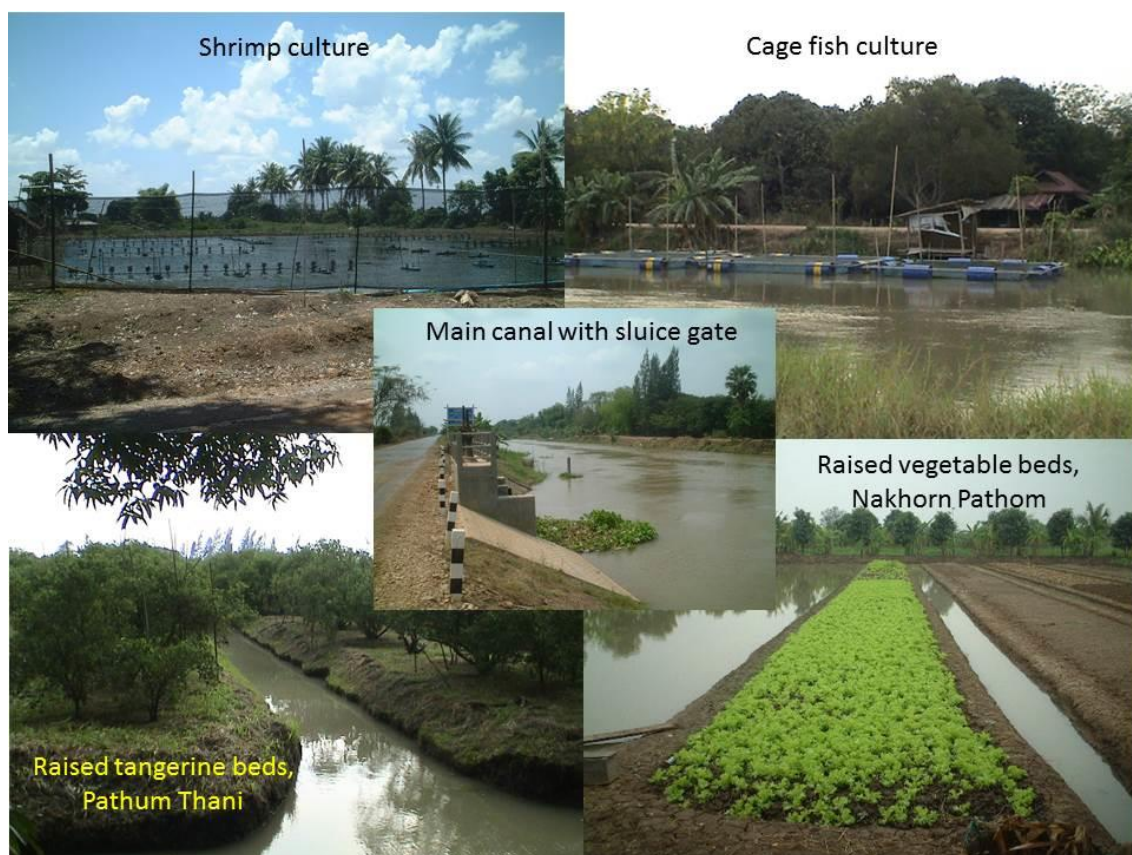 Shrimp culture
Cage fish culture
Main canal with sluice gate
Raised vegetable beds,
Nakhorn Pathom
Raised tangerine beds,
Pathum Thani